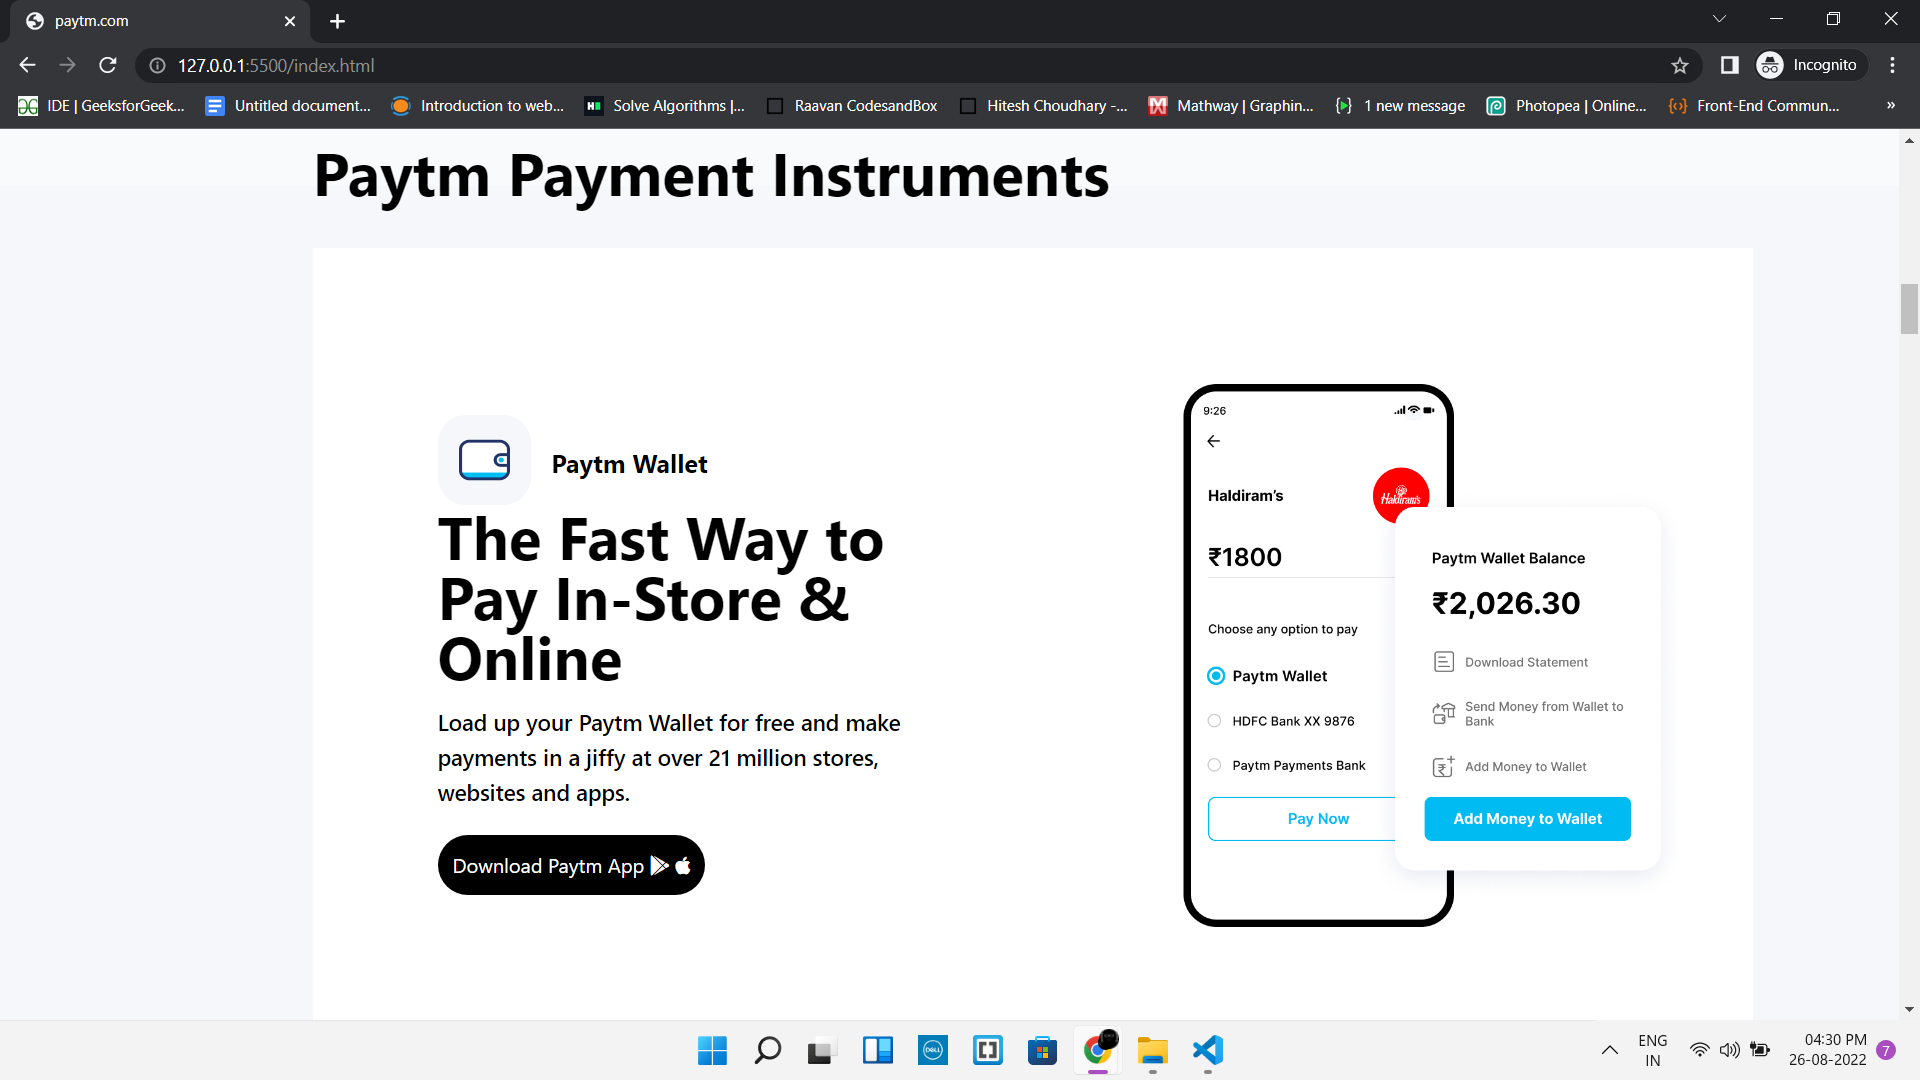 paytm.com
127.0.0.1:5500/index.html
Incognito
IDE | GeeksforGeek...
Untitled document...
Introduction to web...
Solve Algorithms |...
Raavan CodesandBox
Hitesh Choudhary -...
Mathway | Graphin...
1 new message
Photopea | Online...
Front-End Commun...
»
Paytm Payment Instruments
Paytm Wallet
The Fast Way to
Pay In-Store &
Online
Load up your Paytm Wallet for free and make
payments in a jiffy at over 21 million stores,
websites and apps.
Download Paytm App
9:26
Haldiram's
Haldiram's
₹1800
Choose any option to pay
Paytm Wallet
HDFC Bank XX 9876
Paytm Payments Bank
Pay Now
Paytm Wallet Balance
₹2,026.30
Download Statement
Send Money from Wallet to
Bank
Add Money to Wallet
Add Money to Wallet
DELL
ENG
IN
04:30 PM
26-08-2022
7